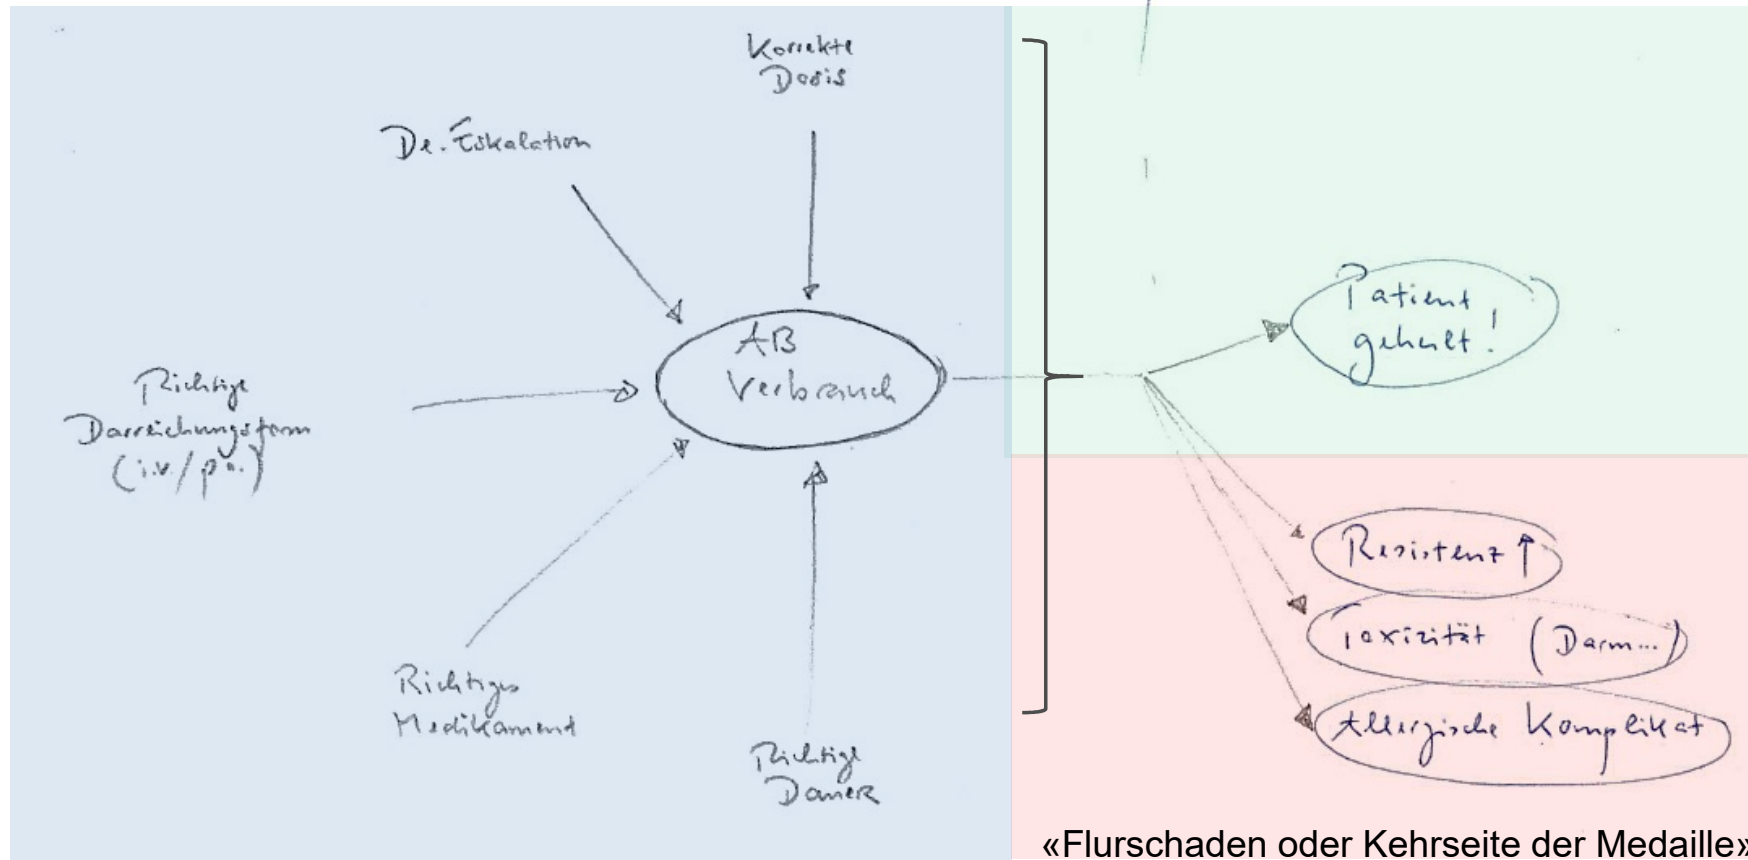 Korrekte
Dosis
De-Eskalation
AB
Verbrauch
Richtige
Darreichungsform
(i.v./p.o.)
Richtiges
Medikament
Richtige
Dauer
Patient
geheilt!
Resistenz ↑
Toxizität (Darm...)
Allergische Komplikat
«Flurschaden oder Kehrseite der Medaille»